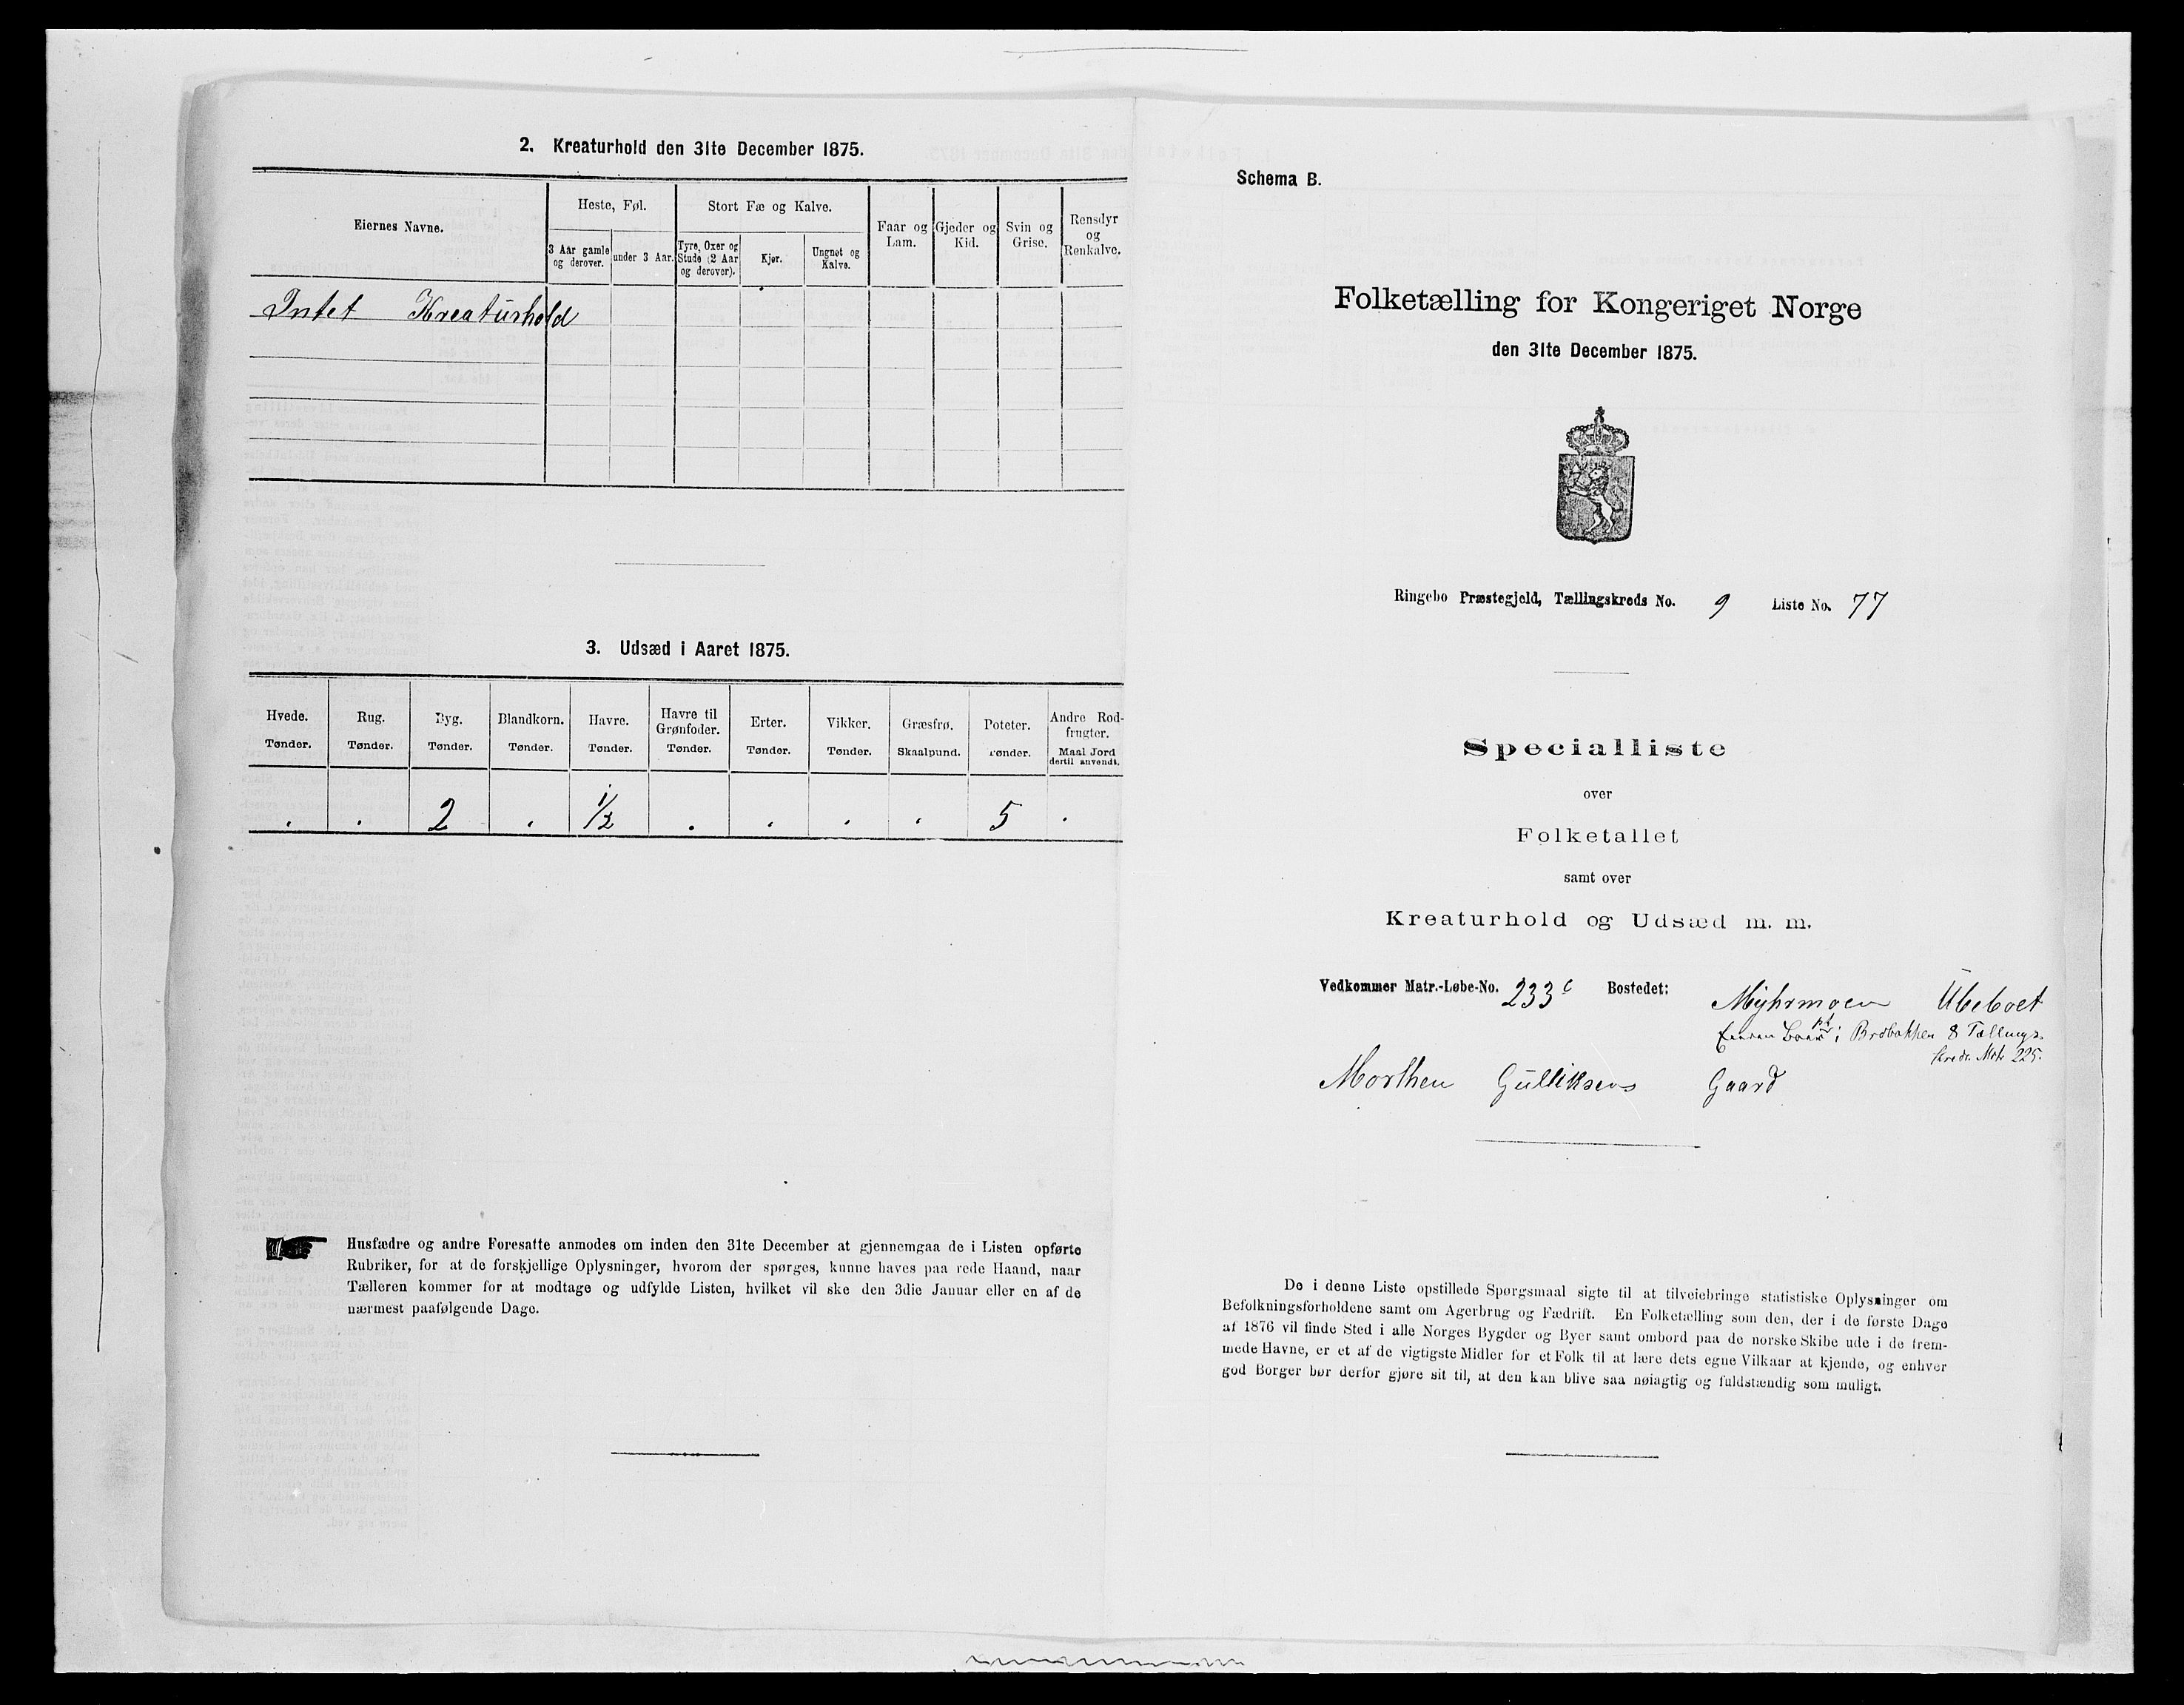 2. Kreaturhold den 31te December 1875.
Eiernes Navne.
Heste, Føl.
Stort Fæ og Kalve.
Faar og Lam.
Gjeder og Kid.
Svin og Grise.
Rensdyr og Renkalve.
3 Aar gamle og derover.
under 3 Aar.
Tyre, Oxer og Stude (2 Aar og derover).
Kjør.
Ungnøt og Kalve.
Intet Kreaturhold
3. Udsæd i Aaret 1875.
Hvede. Rug. Byg. Blandkorn. Havre. Havre til Grønfoder. Erter. Vikker. Græsfrø. Poteter. Andre Rodfrugter.
Tønder. Tønder. Tønder. Tønder. Tønder. Tønder. Tønder. Tønder. Skaalpund. Tønder. Maal Jord dertil anvendt.
. . 2 . 1/2 . . . . 5 .
Husfædre og andre Foresatte anmodes om inden den 31te December at gjennemgaa de i Listen opførte
Rubriker, for at de forskjellige Oplysninger, hvorom der spørges, kunne haves paa rede Haand, naar
Tælleren kommer for at modtage og udfylde Listen, hvilket vil ske den 3die Januar eller en af de
nærmest paafølgende Dage.
Schema B.
Folketælling for Kongeriget Norge
den 31te December 1875.
Ringebo Præstegjeld, Tællingskreds No. 9 Liste No. 77
Specialliste
over
Folketallet
samt over
Kreaturhold og Udsæd m. m.
Vedkommer Matr.-Løbe-No. 233c Bostedet: Myhrmoen Ubeboet
i Brobakken 8 Tællings-
kreds Mtr 225.
Morthen Gulliksens Gaard
De i denne Liste opstillede Spørgsmaal sigte til at tilveiebringe statistiske Oplysninger om
Befolkningsforholdene samt om Agerbrug og Fædrift. En Folketælling som den, der i de første Dage
af 1876 vil finde Sted i alle Norges Bygder og Byer samt ombord paa de norske Skibe ude i de frem-
mede Havne, er et af de vigtigste Midler for et Folk til at lære dets egne Vilkaar at kjende, og enhver
god Borger bør derfor gjøre sit til, at den kan blive saa nøiagtig og fuldstændig som muligt.